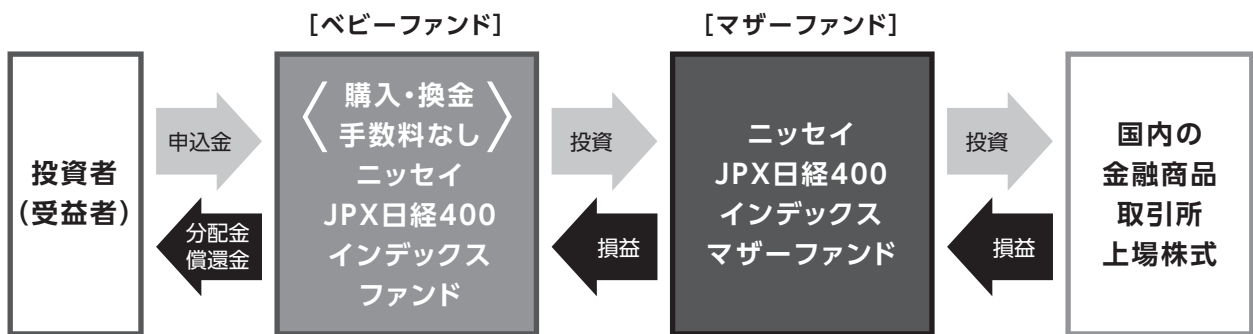 [ベビーファンド]
[マザーファンド]
投資者
(受益者)
申込金
分配金
償還金
〈購入・換金
手数料なし〉
ニッセイ
JPX日経400
インデックス
ファンド
投資
損益
ニッセイ
JPX日経400
インデックス
マザーファンド
投資
損益
国内の
金融商品
取引所
上場株式